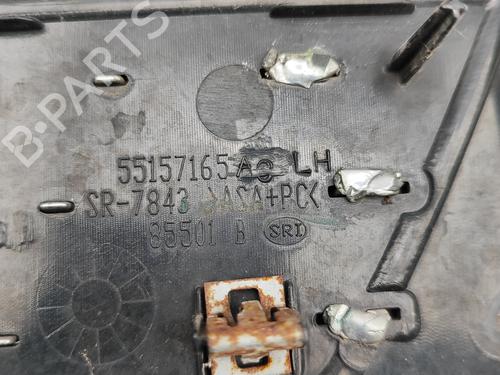 55157165AC LH
SR-7843 >ASA+PC<
85501 B SRI
B-PARTS